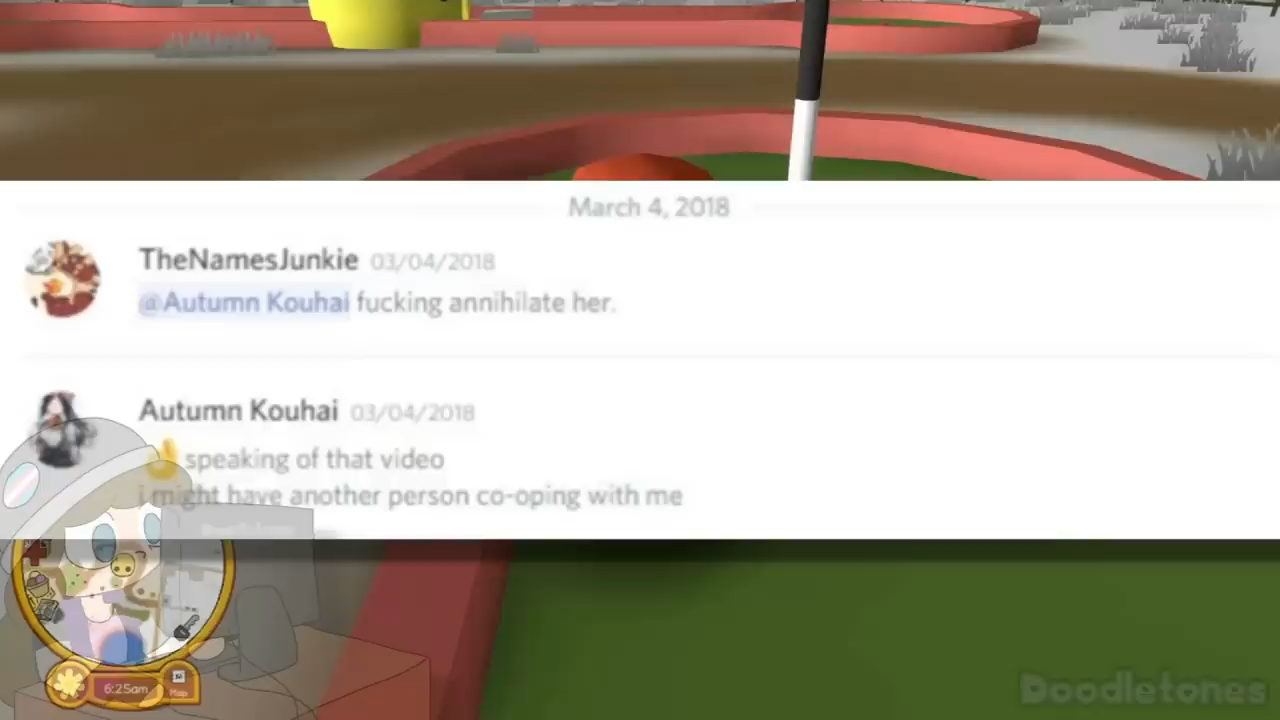 March 4, 2018
TheNamesJunkie 03/04/2018
@Autumn Kouhai fucking annihilate her.
Autumn Kouhai 03/04/2018
speaking of that video
i might have another person co-oping with me
6:25am
Map
Doodletones